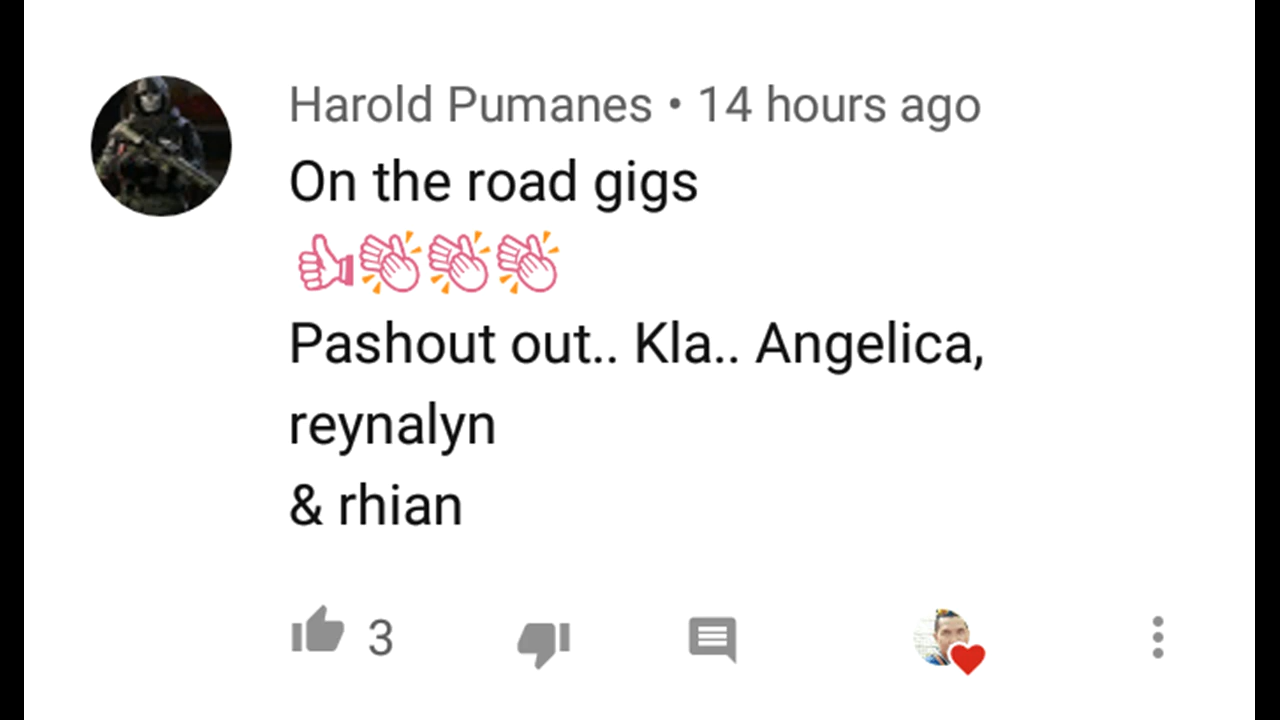 Harold Pumanes • 14 hours ago
On the road gigs
👍👏👏👏
Pashout out.. Kla.. Angelica,
reynalyn
& rhian
3